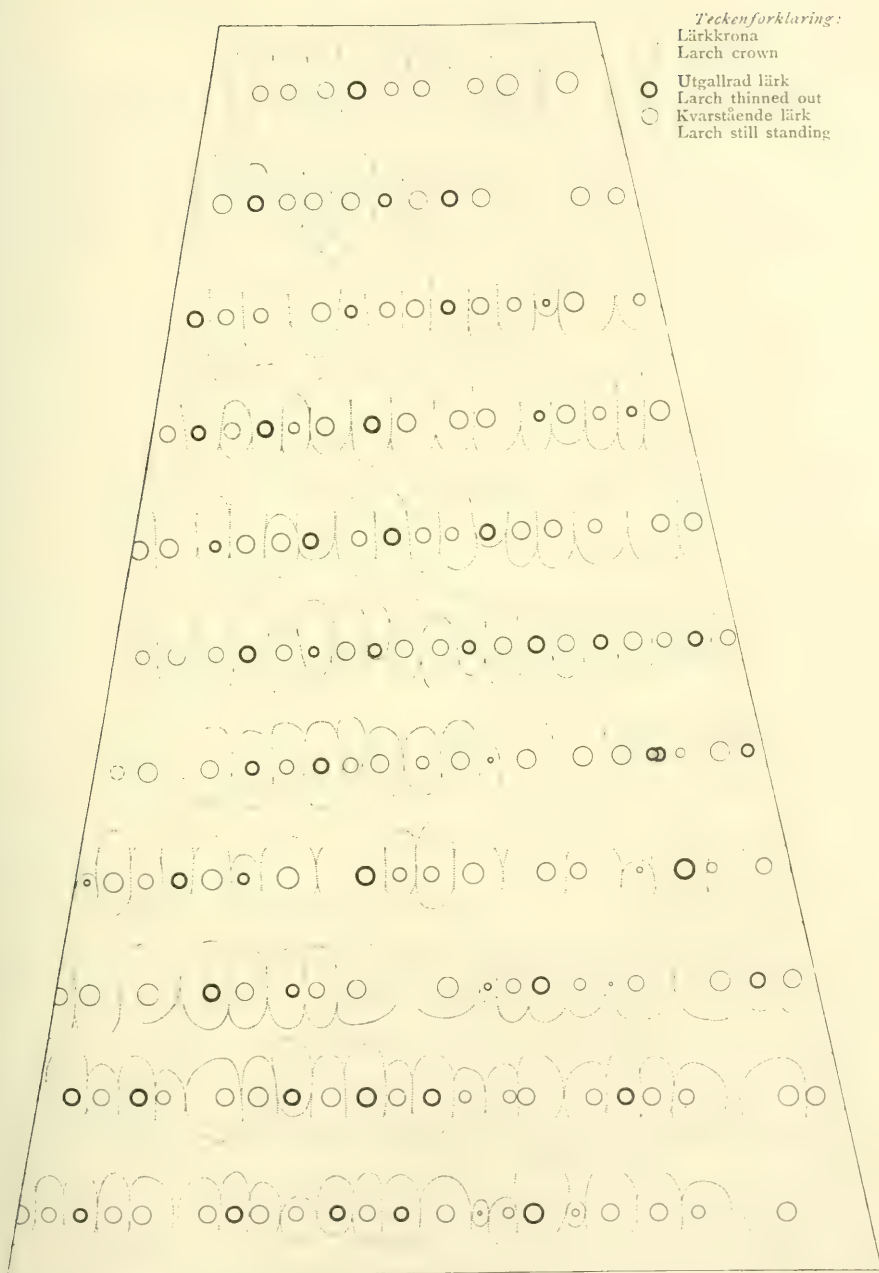 Teckenforklaring:
Lärkkrona
Larch crown
Utgallrad lärk
Larch thinned out
Kvarstående lärk
Larch still standing